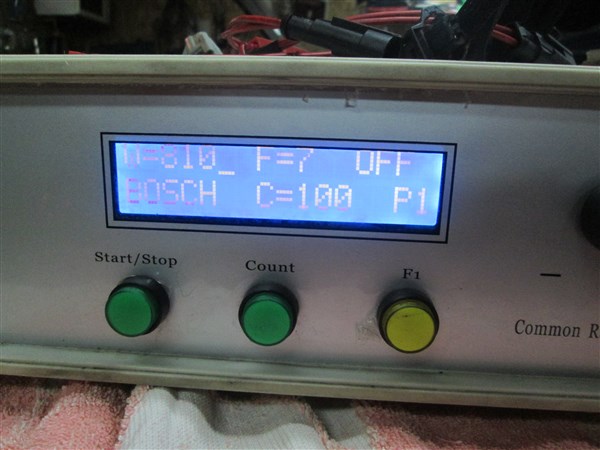 =810_ F=7 OFF
BOSCH C=100 P1
Start/Stop
Count
F1
Common R